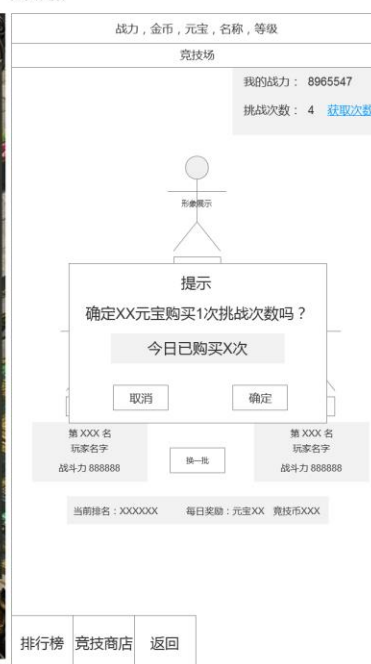 战力，金币，元宝，名称，等级
竞技场
我的战力： 8965547
挑战次数： 4 获取次数
形象展示
提示
确定XX元宝购买1次挑战次数吗？
今日已购买X次
取消 确定
第 XXX 名 第 XXX 名
玩家名字 玩家名字
战斗力 888888 换一批 战斗力 888888
当前排名：XXXXXX 每日奖励：元宝XX 竞技币XXX
排行榜 竞技商店 返回